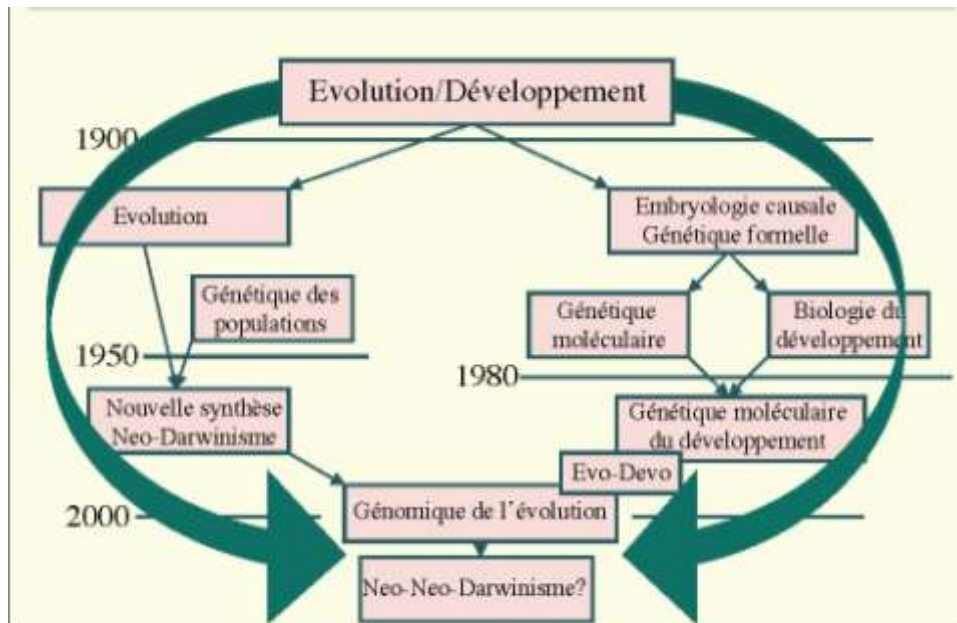 Evolution/Développement
1900
Evolution
Embryologie causale
Génétique formelle
Génétique des
populations
Génétique
moléculaire
Biologie du
développement
1950
1980
Nouvelle synthèse
Neo-Darwinisme
Génétique moléculaire
du développement
Evo-Devo
2000
Génomique de l'évolution
Neo-Neo-Darwinisme?